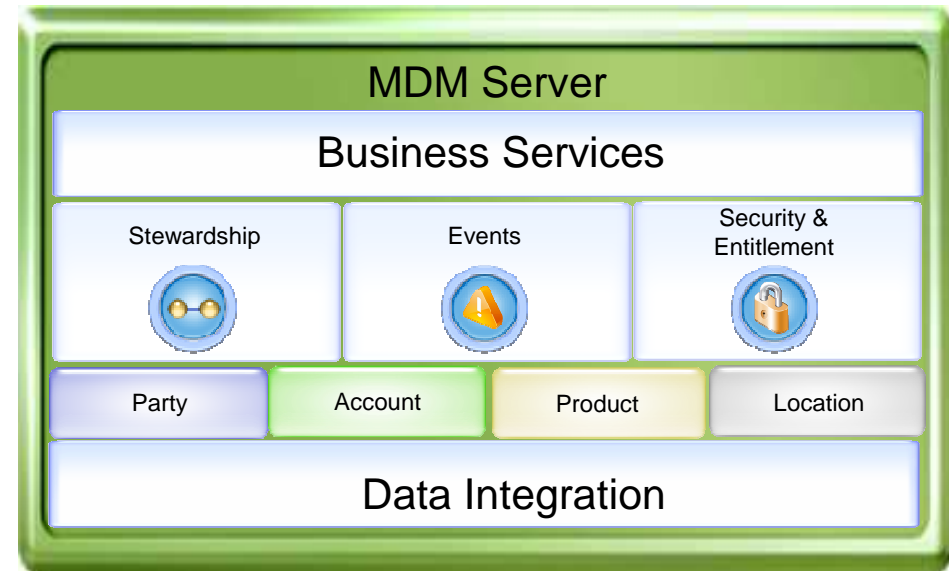 MDM Server
Business Services
Stewardship
Events
Security &
Entitlement
Party
Account
Product
Location
Data Integration